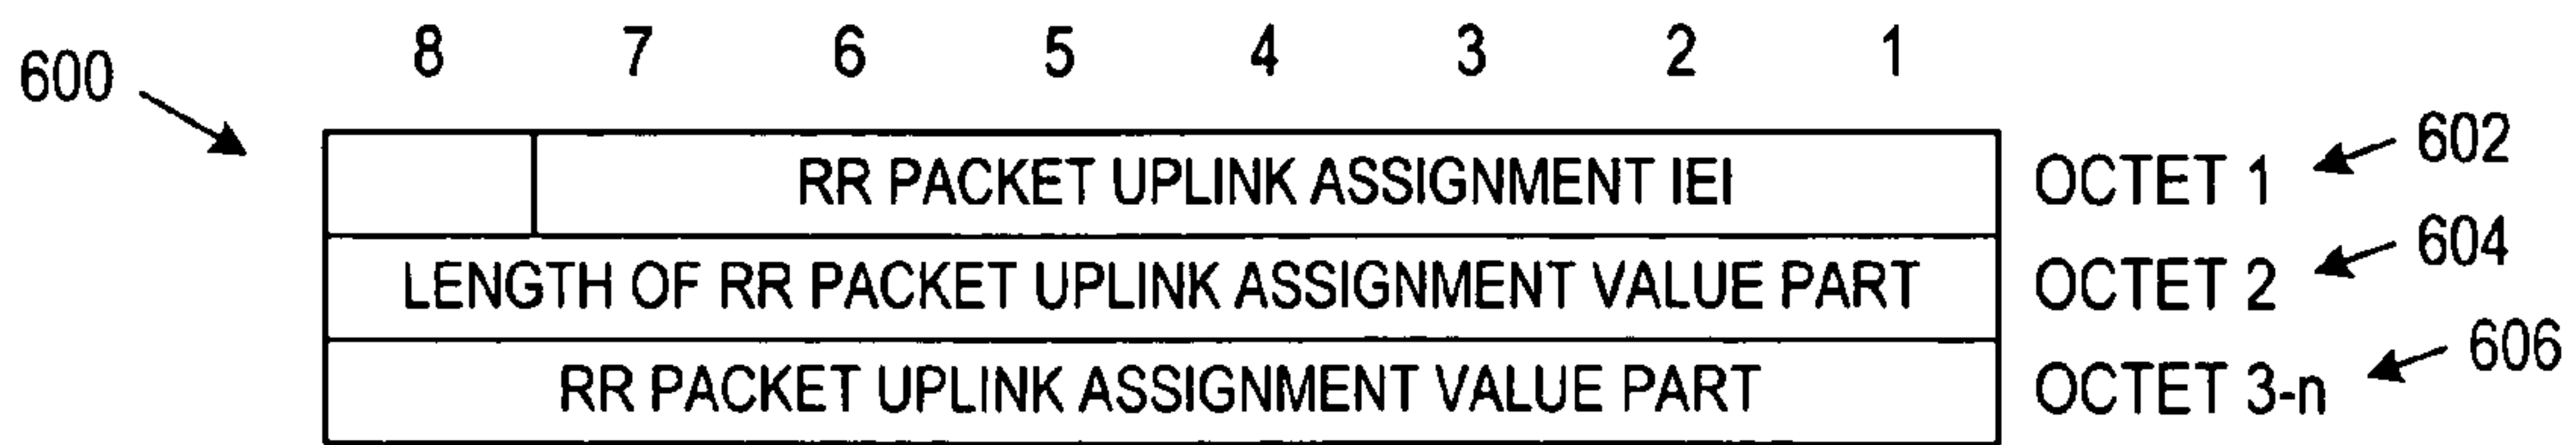 8 7 6 5 4 3 2 1
600
RR PACKET UPLINK ASSIGNMENT IEI OCTET 1 602
LENGTH OF RR PACKET UPLINK ASSIGNMENT VALUE PART OCTET 2 604
RR PACKET UPLINK ASSIGNMENT VALUE PART OCTET 3-n 606